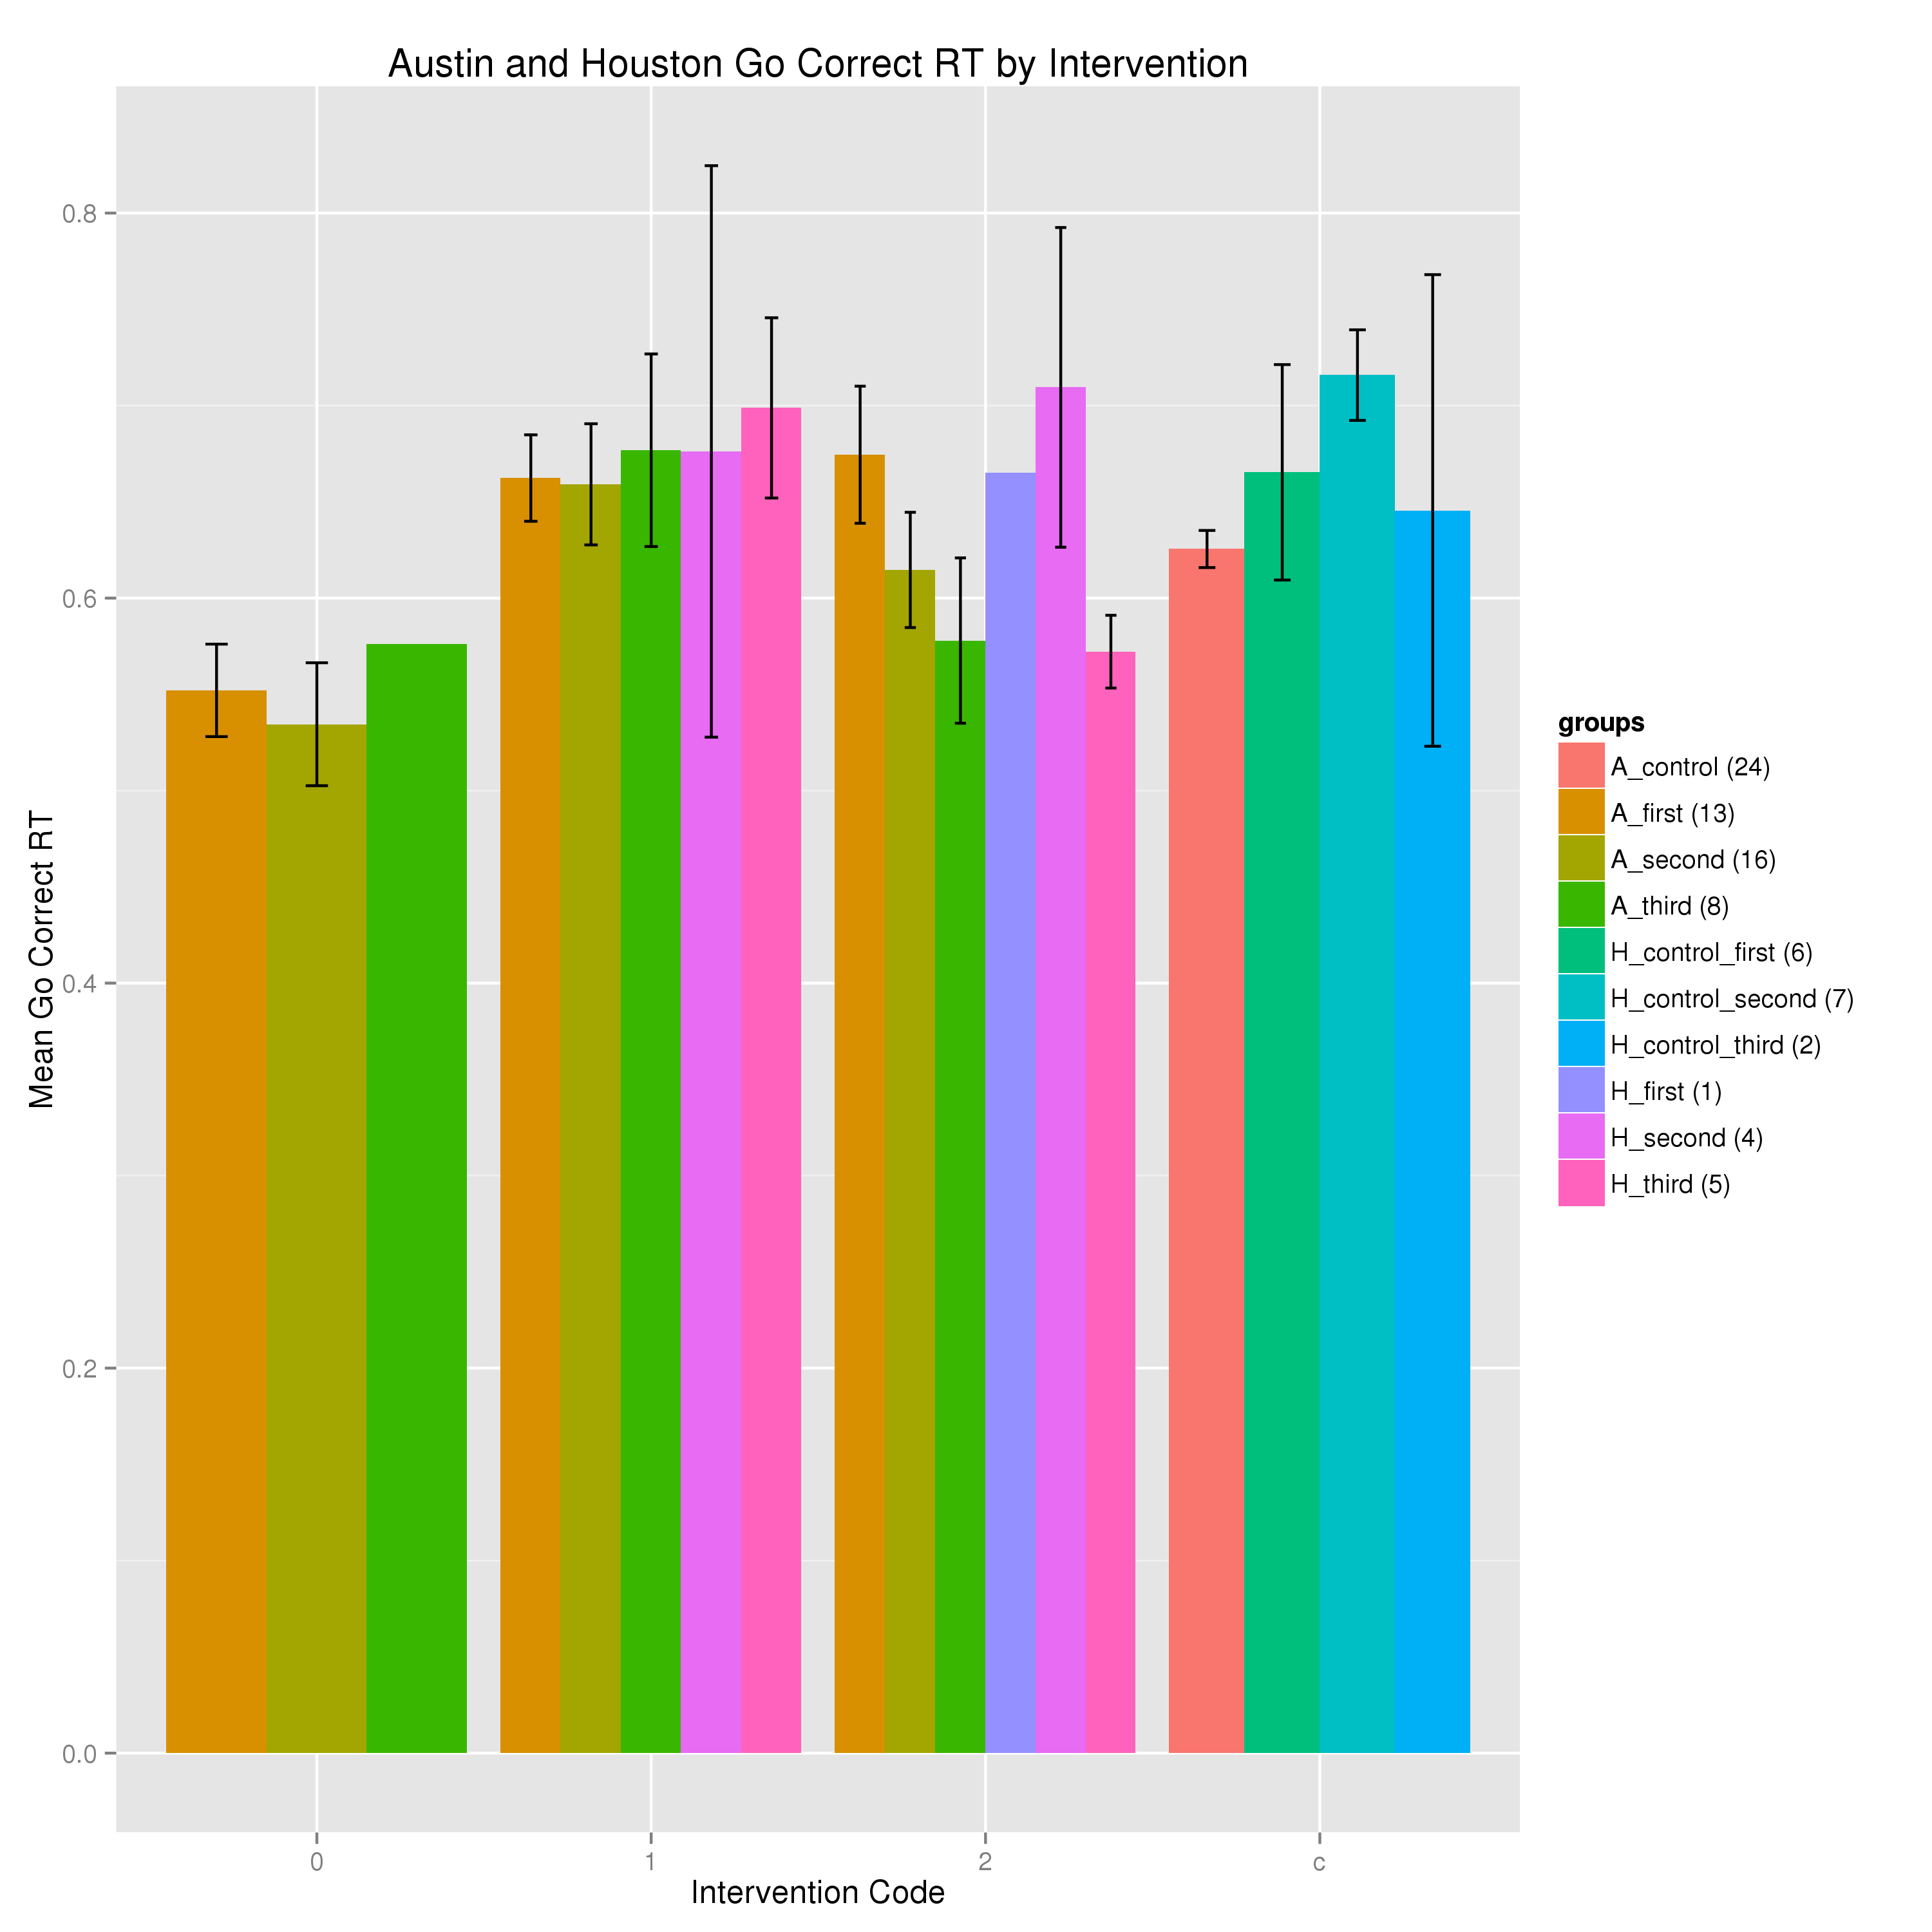 Austin and Houston Go Correct RT by Intervention
Mean Go Correct RT
0.8
0.6
0.4
0.2
0.0
0
1
2
c
Intervention Code
groups
A_control (24)
A_first (13)
A_second (16)
A_third (8)
H_control_first (6)
H_control_second (7)
H_control_third (2)
H_first (1)
H_second (4)
H_third (5)